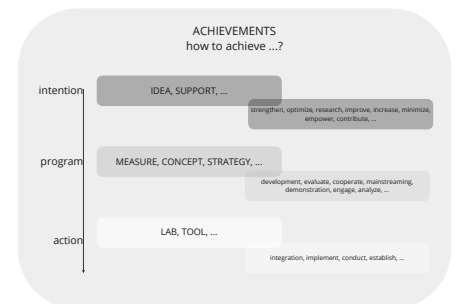 ACHIEVEMENTS
how to achieve ...?
intention
IDEA, SUPPORT, ...
strengthen, optimize, research, improve, increase, minimize,
empower, contribute, ...
program
MEASURE, CONCEPT, STRATEGY, ...
development, evaluate, cooperate, mainstreaming,
demonstration, engage, analyze, ...
action
LAB, TOOL, ...
integration, implement, conduct, establish, ...